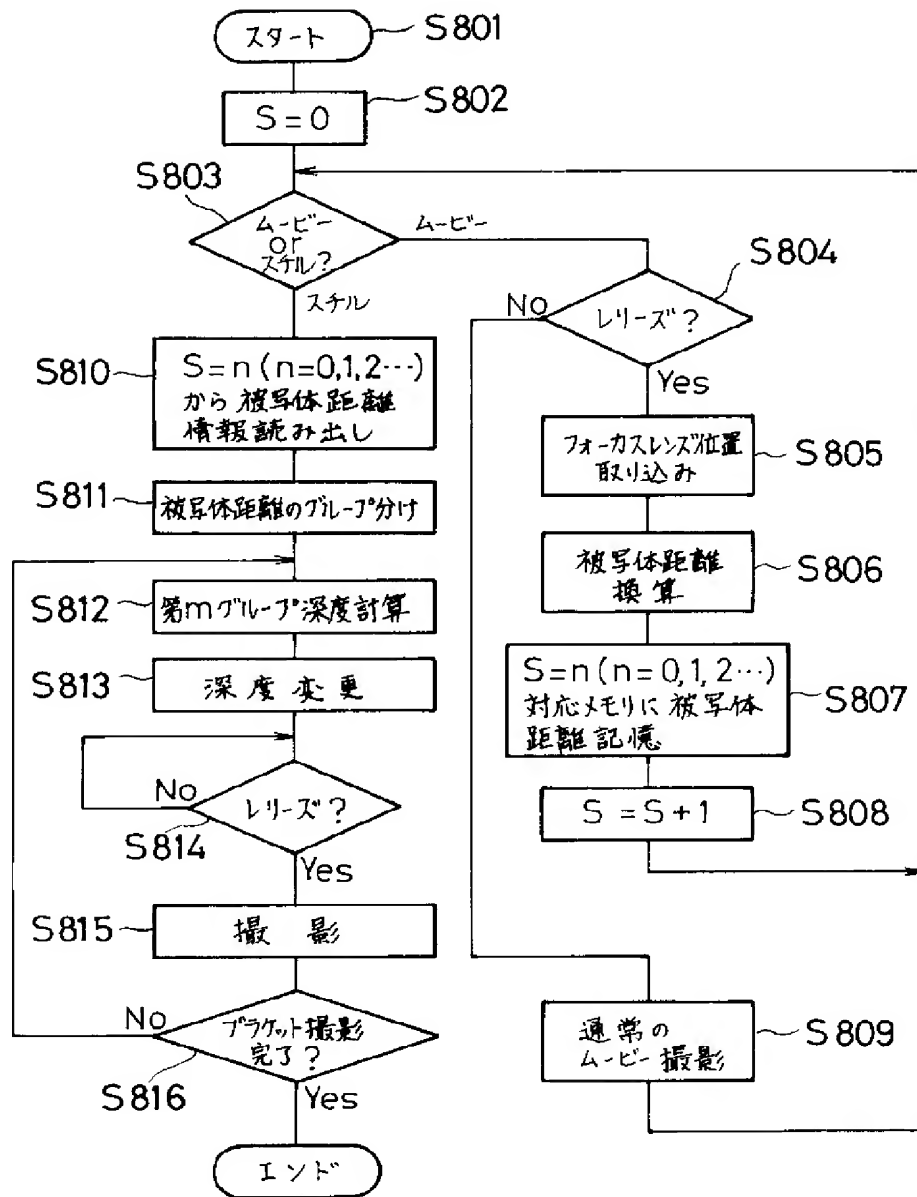 スタート
S801
S=0
S802
S803
ムービー
or
スチル?
ムービー
スチル
S804
レリーズ?
No
Yes
S810
S=n(n=0,1,2…)
から被写体距離
情報読み出し
S805
フォーカスレンズ位置
取り込み
S811
被写体距離のグループ分け
S806
被写体距離
換算
S812
第mグループ深度計算
S813
深度変更
S807
S=n(n=0,1,2…)
対応メモリに被写体
距離記憶
S808
S=S+1
No
レリーズ?
S814
Yes
S815
撮影
No
ブラケット撮影
完了?
S816
Yes
S809
通常の
ムービー撮影
エンド